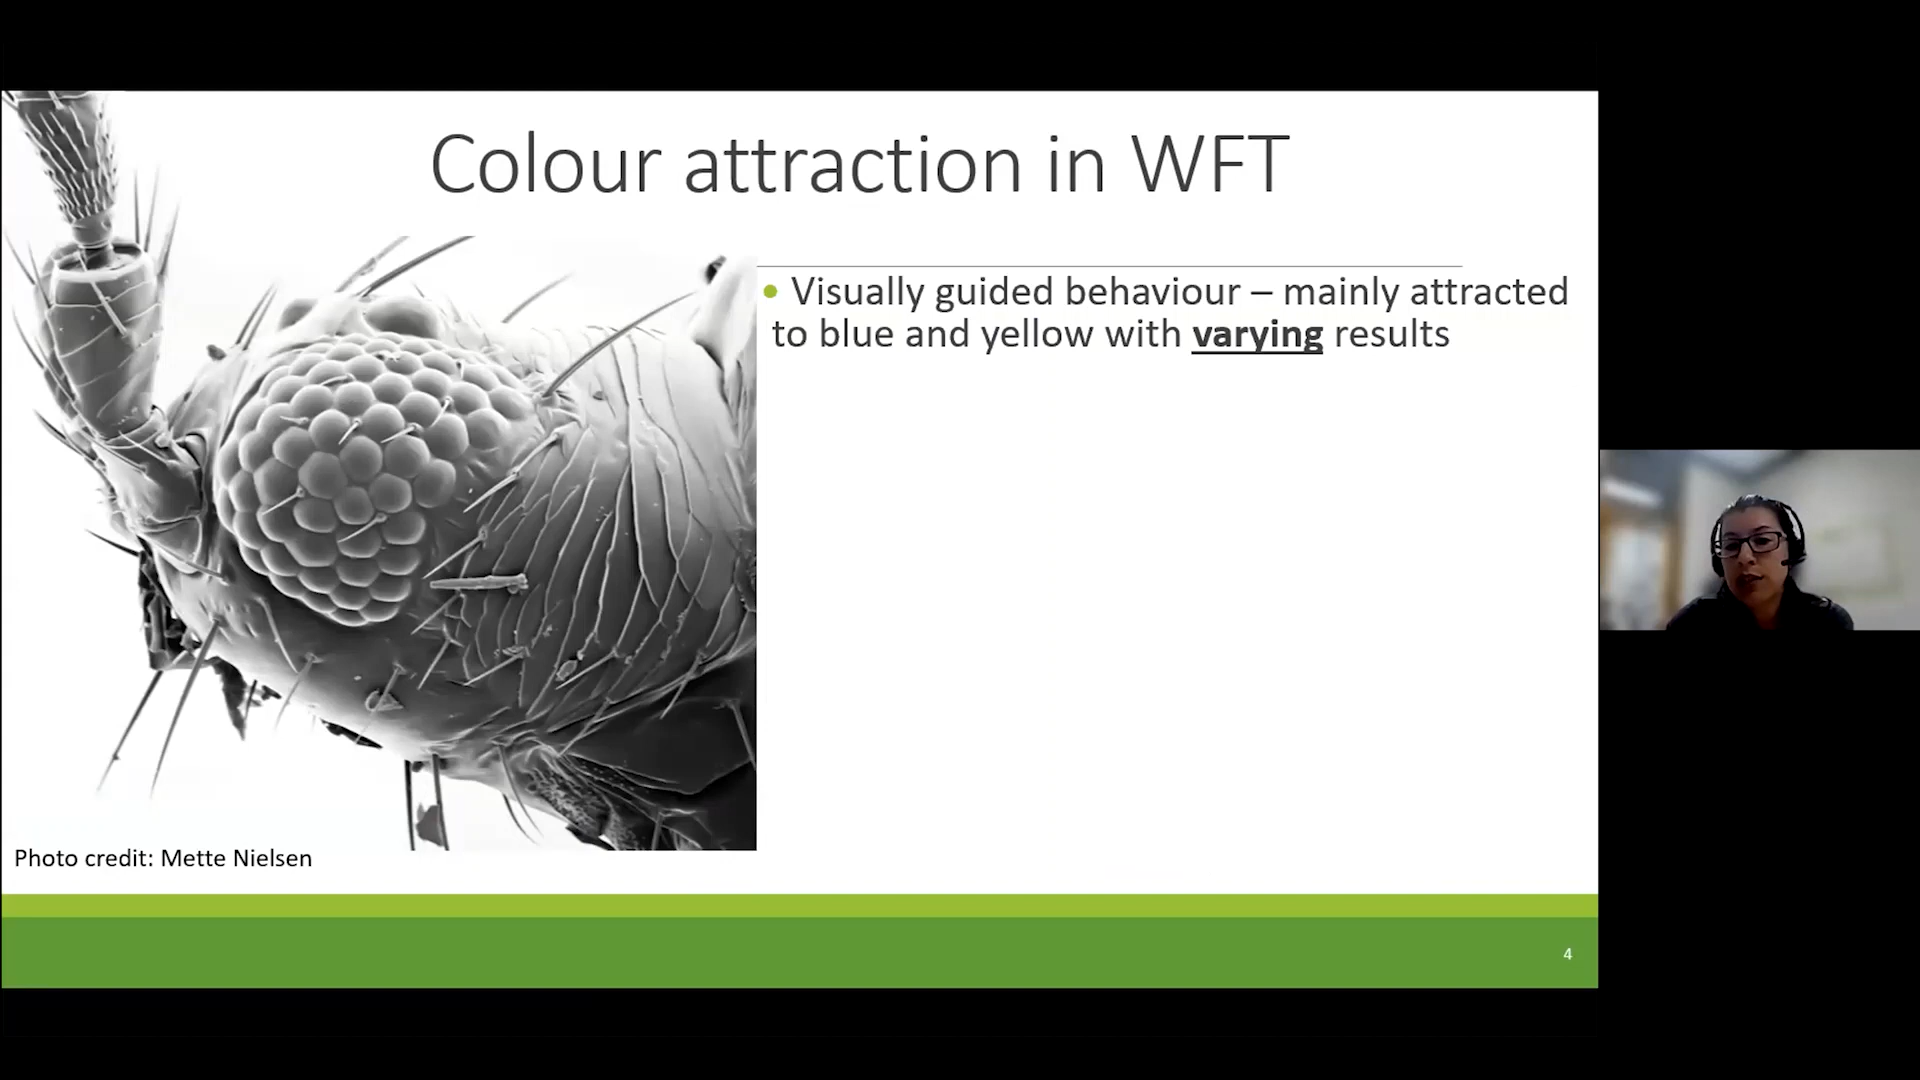 Colour attraction in WFT
• Visually guided behaviour – mainly attracted
to blue and yellow with varying results
Photo credit: Mette Nielsen
4